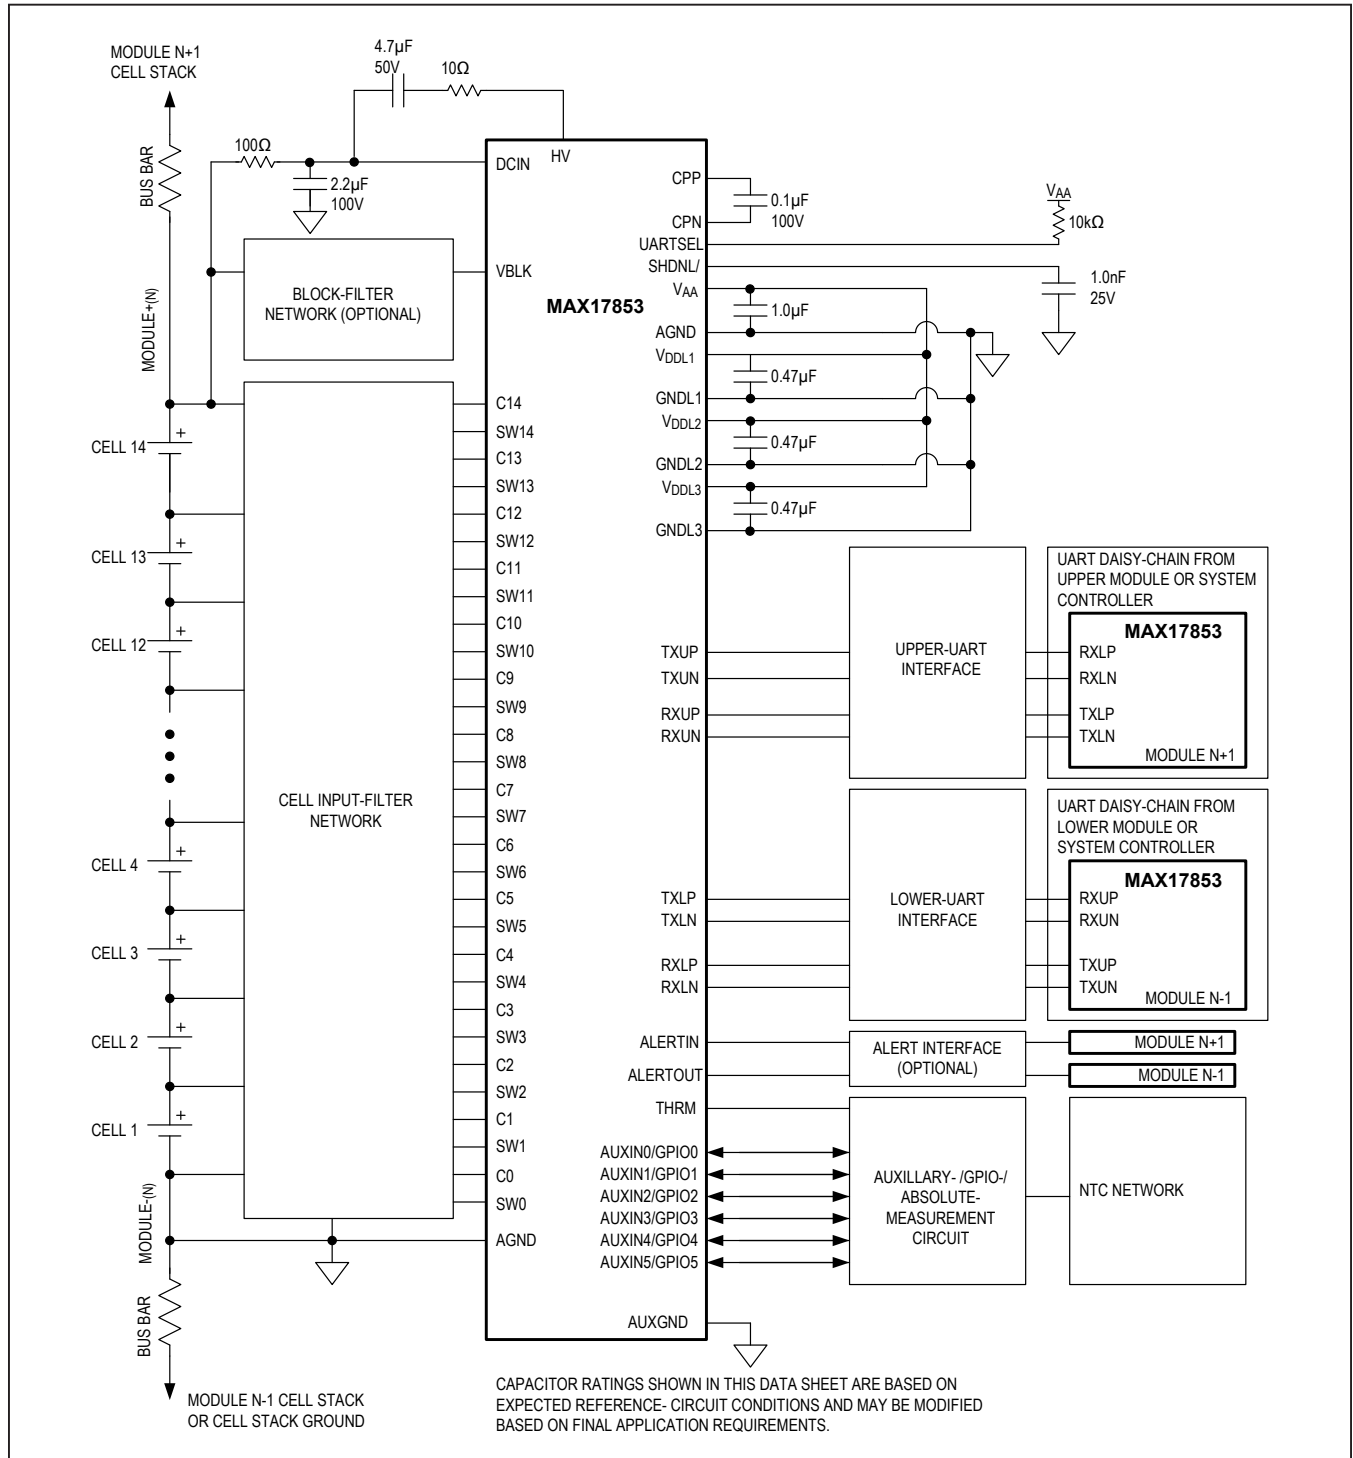 MODULE N+1
CELL STACK
4.7µF
50V
10Ω
100Ω
2.2µF
100V
BUS BAR
MODULE+(N)
BLOCK-FILTER
NETWORK (OPTIONAL)
HV
DCIN
VBLK
MAX17853
CPP
CPN
UARTSEL
SHDNL/
VAA
AGND
VDDL1
GNDL1
VDDL2
GNDL2
VDDL3
GNDL3
0.1µF
100V
VAA
10kΩ
1.0nF
25V
1.0µF
0.47µF
0.47µF
0.47µF
CELL 14
CELL 13
CELL 12
CELL 4
CELL 3
CELL 2
CELL 1
+
+
+
+
+
+
+
CELL INPUT-FILTER
NETWORK
C14
SW14
C13
SW13
C12
SW12
C11
SW11
C10
SW10
C9
SW9
C8
SW8
C7
SW7
C6
SW6
C5
SW5
C4
SW4
C3
SW3
C2
SW2
C1
SW1
C0
SW0
AGND
TXUP
TXUN
RXUP
RXUN
UPPER-UART
INTERFACE
UART DAISY-CHAIN FROM
UPPER MODULE OR SYSTEM
CONTROLLER
MAX17853
RXLP
RXLN
TXLP
TXLN
MODULE N+1
TXLP
TXLN
RXLP
RXLN
LOWER-UART
INTERFACE
UART DAISY-CHAIN FROM
LOWER MODULE OR
SYSTEM CONTROLLER
MAX17853
RXUP
RXUN
TXUP
TXUN
MODULE N-1
ALERTIN
ALERTOUT
ALERT INTERFACE
(OPTIONAL)
MODULE N+1
MODULE N-1
THRM
AUXIN0/GPIO0
AUXIN1/GPIO1
AUXIN2/GPIO2
AUXIN3/GPIO3
AUXIN4/GPIO4
AUXIN5/GPIO5
AUXGND
AUXILLARY- /GPIO-/
ABSOLUTE-
MEASUREMENT
CIRCUIT
NTC NETWORK
MODULE-(N)
BUS BAR
MODULE N-1 CELL STACK
OR CELL STACK GROUND
CAPACITOR RATINGS SHOWN IN THIS DATA SHEET ARE BASED ON
EXPECTED REFERENCE- CIRCUIT CONDITIONS AND MAY BE MODIFIED
BASED ON FINAL APPLICATION REQUIREMENTS.